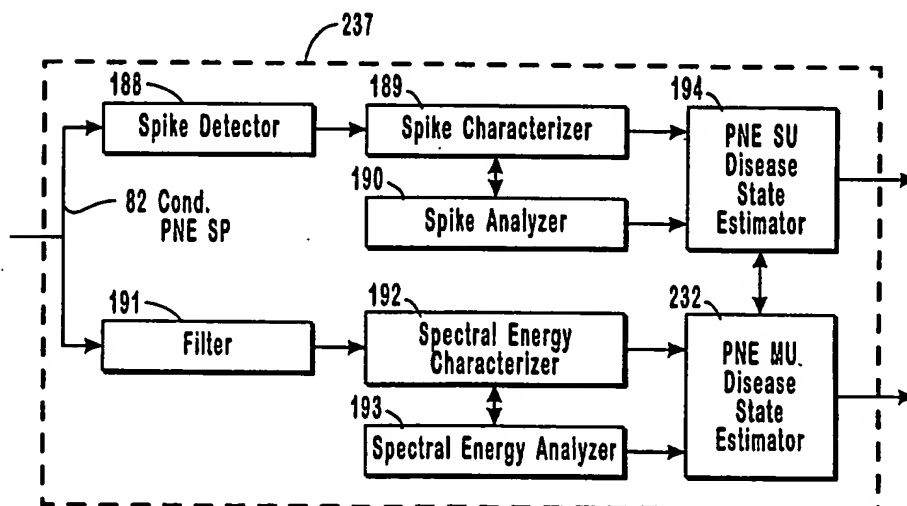 237
188
Spike Detector
189
Spike Characterizer
194
PNE SU
Disease
State
Estimator
82 Cond.
PNE SP
190
Spike Analyzer
191
Filter
192
Spectral Energy
Characterizer
232
PNE MU.
Disease
State
Estimator
193
Spectral Energy Analyzer